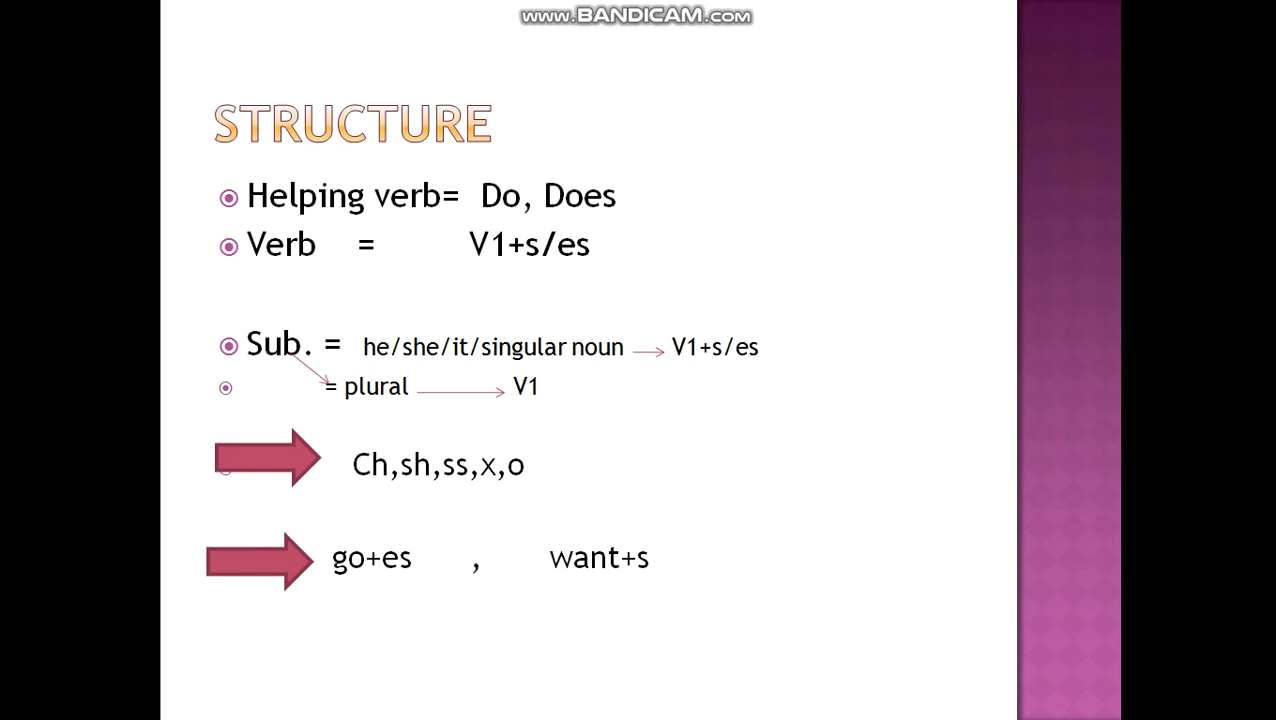 www.BANDICAM.com
STRUCTURE
Helping verb= Do, Does
Verb = V1+s/es
Sub. = he/she/it/singular noun → V1+s/es
= plural → V1
Ch,sh,ss,x,o
go+es , want+s